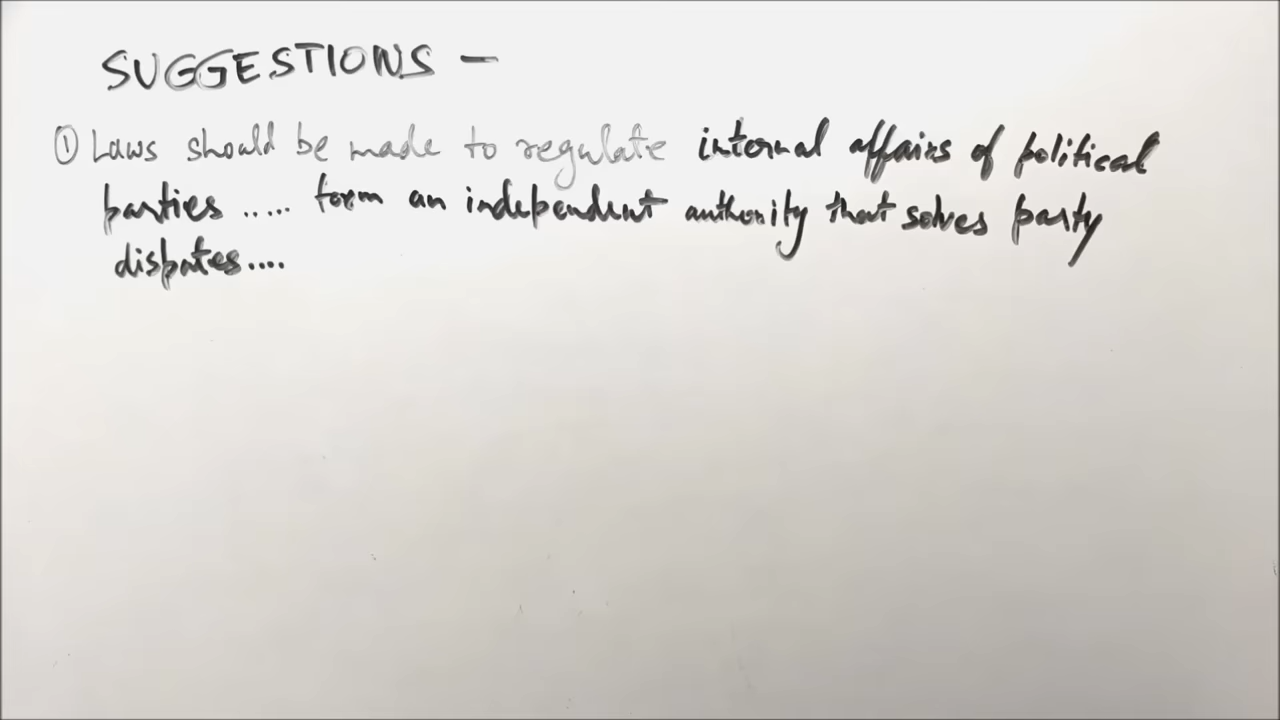 SUGGESTIONS –
① Laws should be made to regulate internal affairs of political
parties ..... form an independent authority that solves party
disputes....